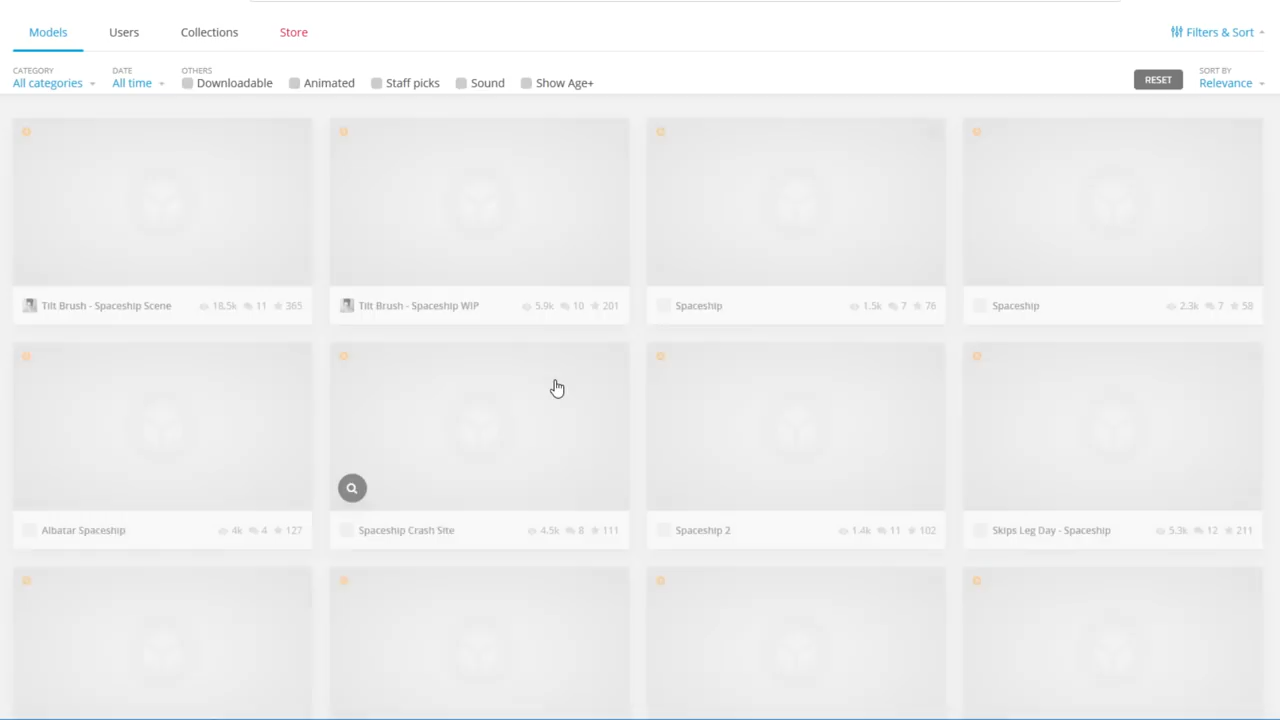 Models Users Collections Store Filters & Sort
CATEGORY DATE OTHERS SORT BY
All categories All time Downloadable Animated Staff picks Sound Show Age+ RESET Relevance
Tilt Brush - Spaceship Scene 18.5k 11 365
Tilt Brush - Spaceship WIP 5.9k 10 201
Spaceship 1.5k 7 76
Spaceship 2.3k 7 58
Albatar Spaceship 4k 4 127
Spaceship Crash Site 4.5k 8 111
Spaceship 2 1.4k 11 102
Skips Leg Day - Spaceship 5.3k 12 211